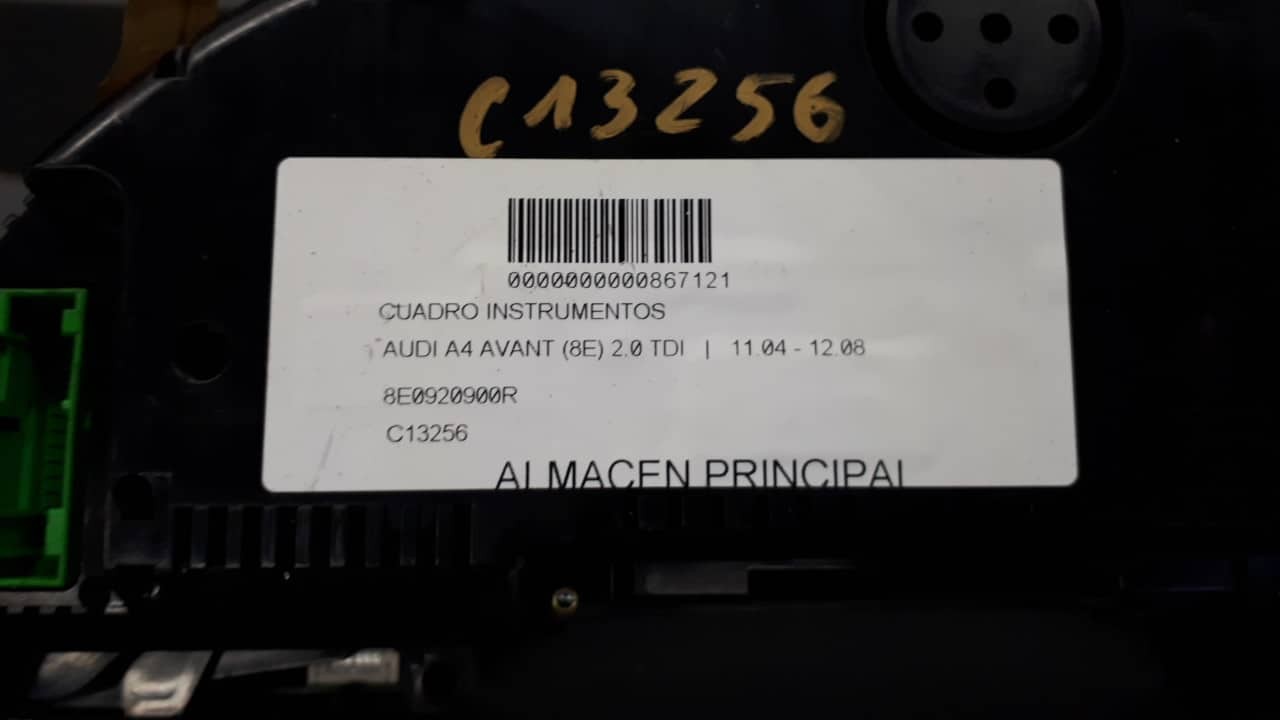 C13256
0000000000867121
CUADRO INSTRUMENTOS
AUDI A4 AVANT (8E) 2.0 TDI | 11.04 - 12.08
8E0920900R
C13256
ALMACEN PRINCIPAL